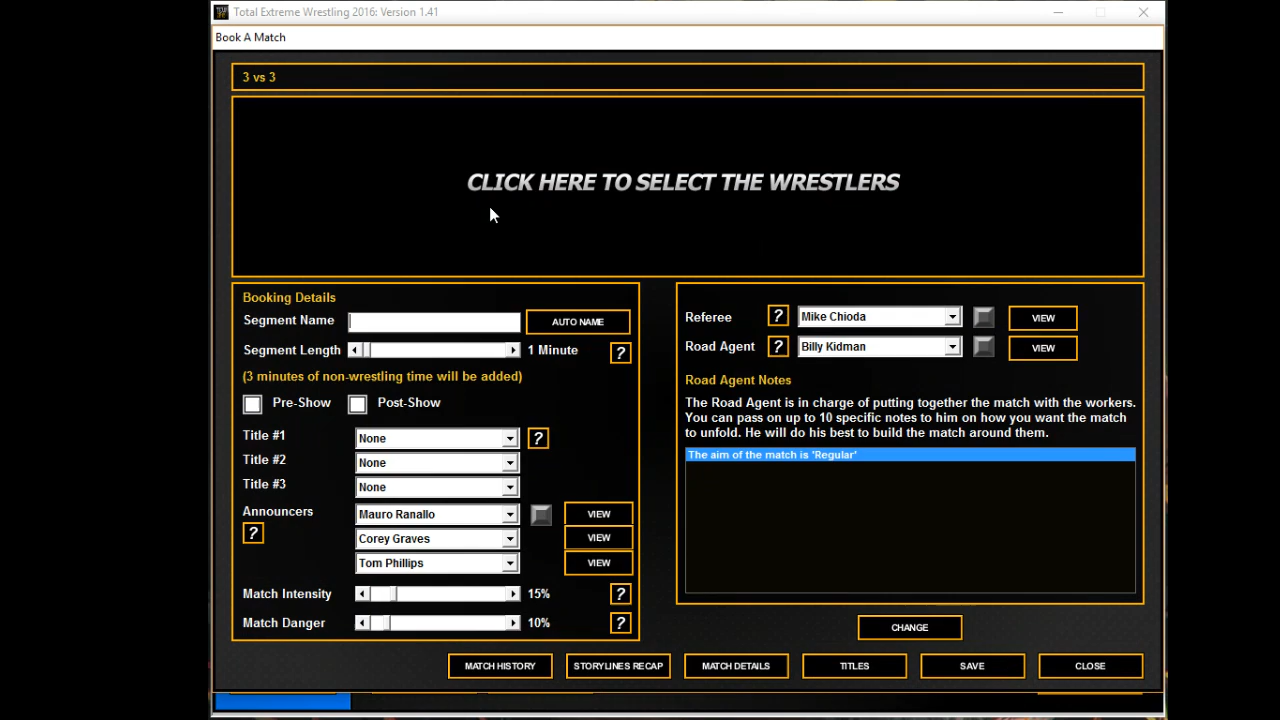 Total Extreme Wrestling 2016: Version 1.41
Book A Match
3 vs 3
CLICK HERE TO SELECT THE WRESTLERS
Booking Details
Segment Name
AUTO NAME
Segment Length
1 Minute
?
(3 minutes of non-wrestling time will be added)
Pre-Show
Post-Show
Title #1
None
?
Title #2
None
Title #3
None
Announcers
?
Mauro Ranallo
VIEW
Corey Graves
VIEW
Tom Phillips
VIEW
Match Intensity
15%
?
Match Danger
10%
?
Referee
?
Mike Chioda
VIEW
Road Agent
?
Billy Kidman
VIEW
Road Agent Notes
The Road Agent is in charge of putting together the match with the workers.
You can pass on up to 10 specific notes to him on how you want the match
to unfold. He will do his best to build the match around them.
The aim of the match is 'Regular'
CHANGE
MATCH HISTORY
STORYLINES RECAP
MATCH DETAILS
TITLES
SAVE
CLOSE